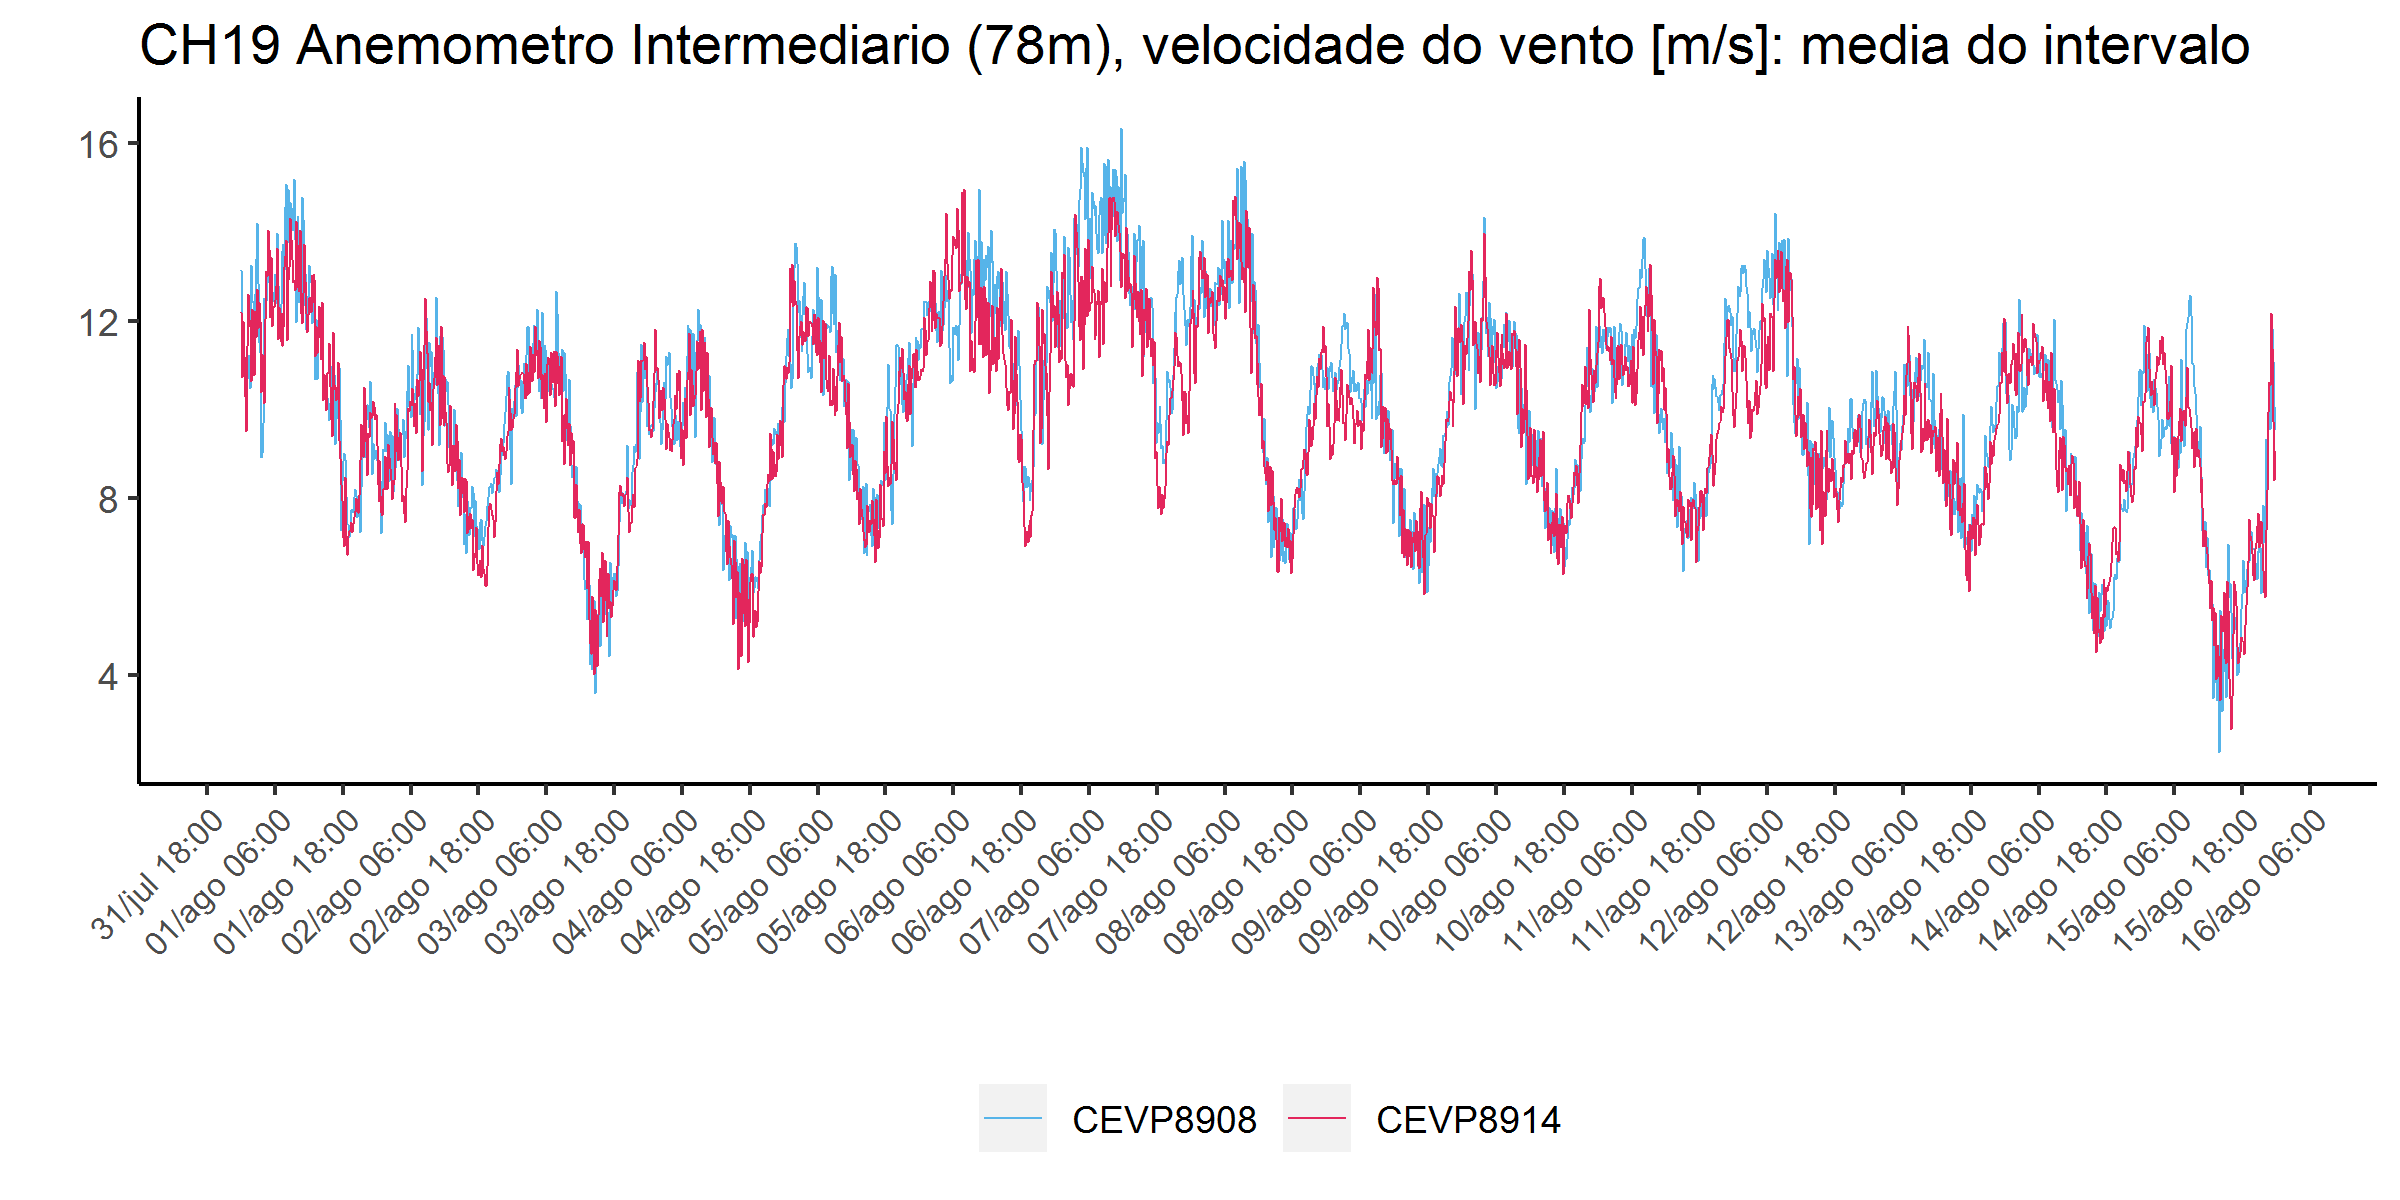 CH19 Anemometro Intermediario (78m), velocidade do vento [m/s]: media do intervalo
16
12
8
4
31/jul 18:00
01/ago 06:00
01/ago 18:00
02/ago 06:00
02/ago 18:00
03/ago 06:00
03/ago 18:00
04/ago 06:00
04/ago 18:00
05/ago 06:00
05/ago 18:00
06/ago 06:00
06/ago 18:00
07/ago 06:00
07/ago 18:00
08/ago 06:00
08/ago 18:00
09/ago 06:00
09/ago 18:00
10/ago 06:00
10/ago 18:00
11/ago 06:00
11/ago 18:00
12/ago 06:00
12/ago 18:00
13/ago 06:00
13/ago 18:00
14/ago 06:00
14/ago 18:00
15/ago 06:00
15/ago 18:00
16/ago 06:00
CEVP8908
CEVP8914